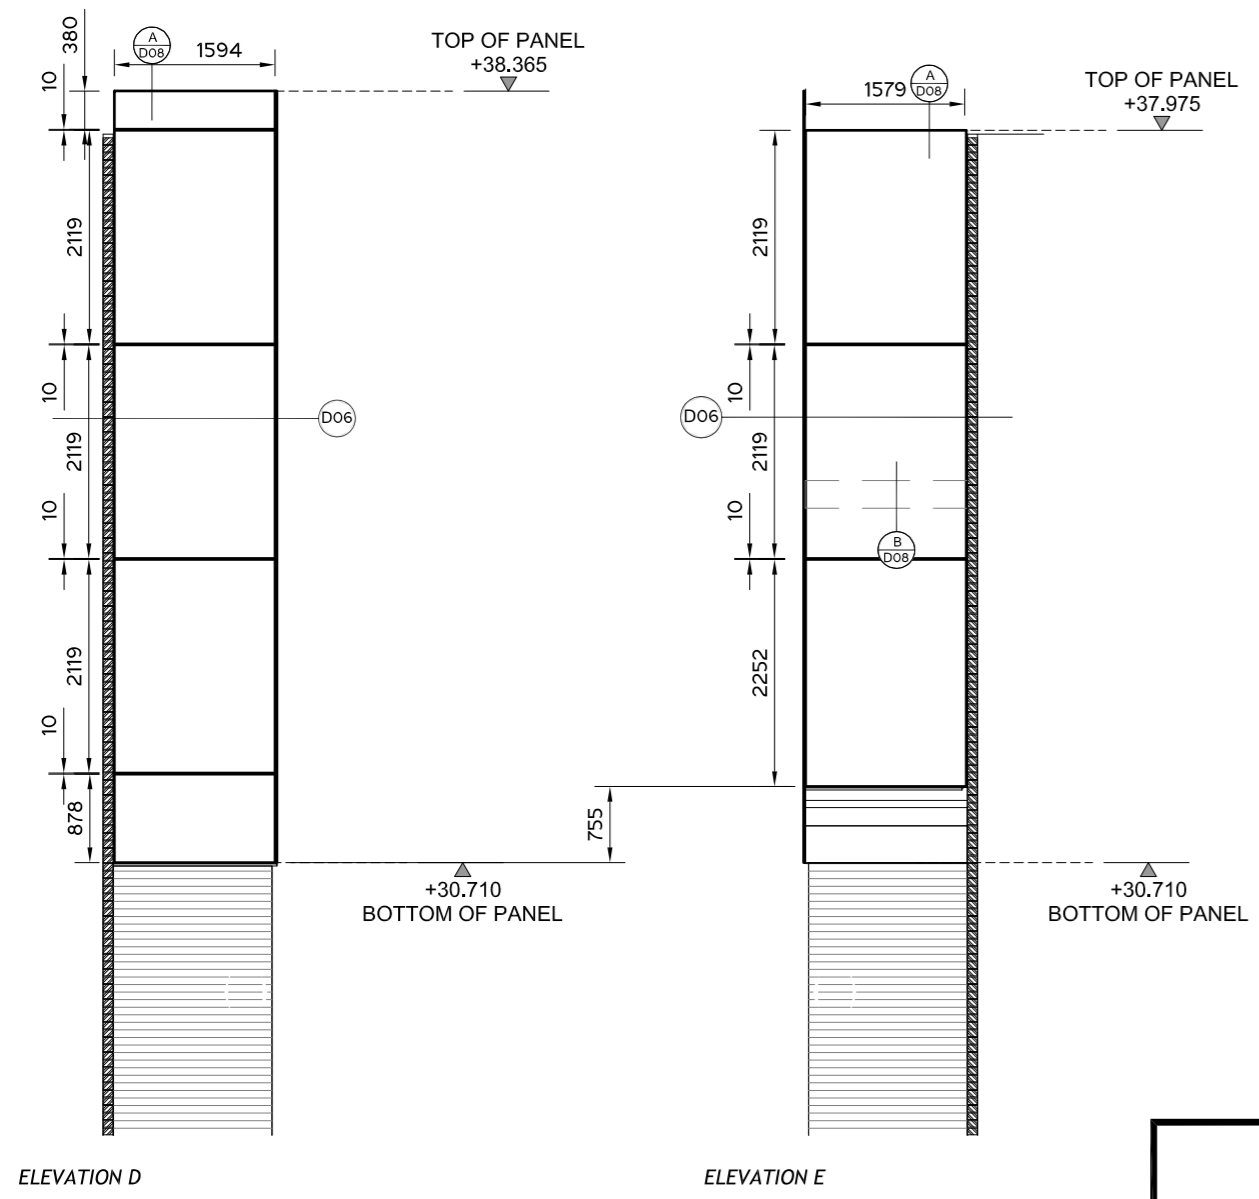 380
A
D08
1594
TOP OF PANEL
+38.365
10
2119
10
2119
10
2119
10
878
D06
+30.710
BOTTOM OF PANEL
ELEVATION D
1579
A
D08
TOP OF PANEL
+37.975
2119
10
D06
2119
10
B
D08
2252
755
+30.710
BOTTOM OF PANEL
ELEVATION E